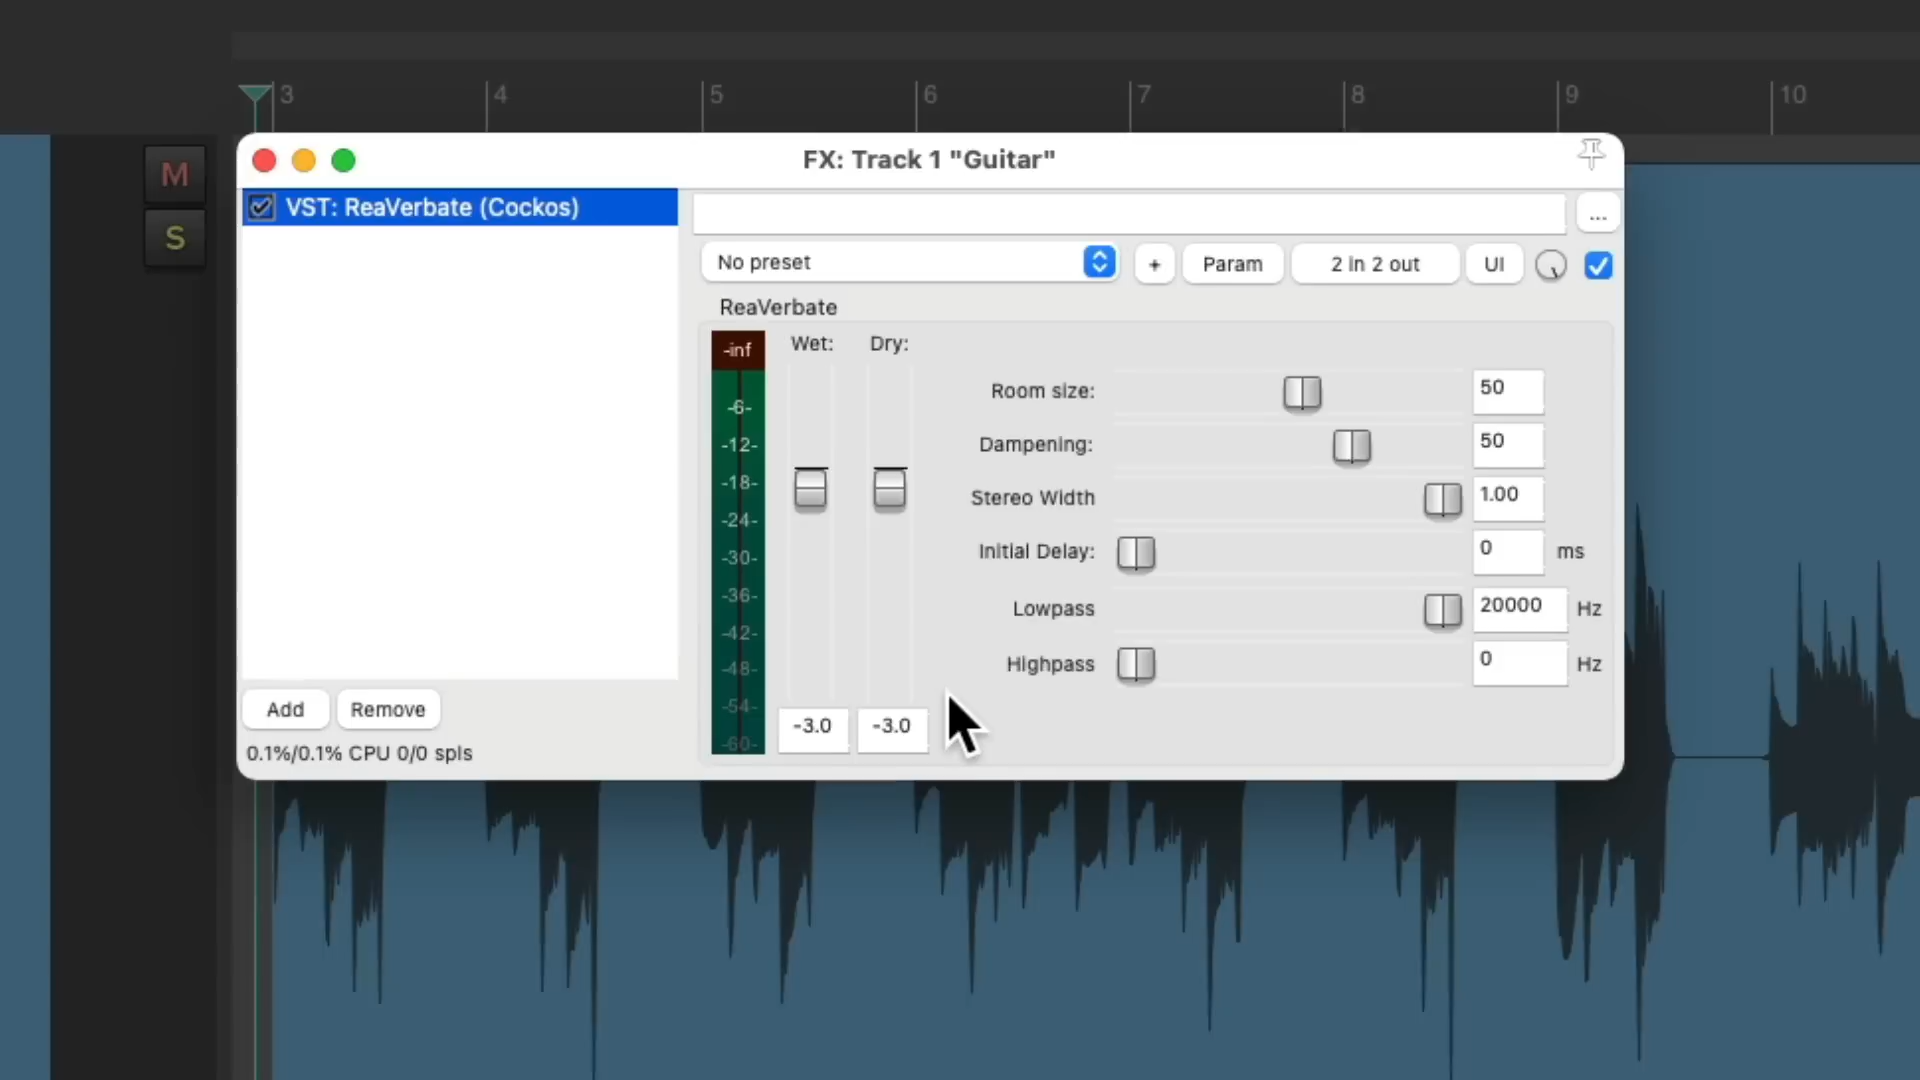 3 4 5 6 7 8 9 10
FX: Track 1 "Guitar"
M
S
VST: ReaVerbate (Cockos)
...
No preset + Param 2 in 2 out UI
ReaVerbate
-inf Wet: Dry:
-6-
-12-
-18-
-24-
-30-
-36-
-42-
-48-
-54-
-60-
-3.0 -3.0
Room size: 50
Dampening: 50
Stereo Width 1.00
Initial Delay: 0 ms
Lowpass 20000 Hz
Highpass 0 Hz
Add Remove
0.1%/0.1% CPU 0/0 spls